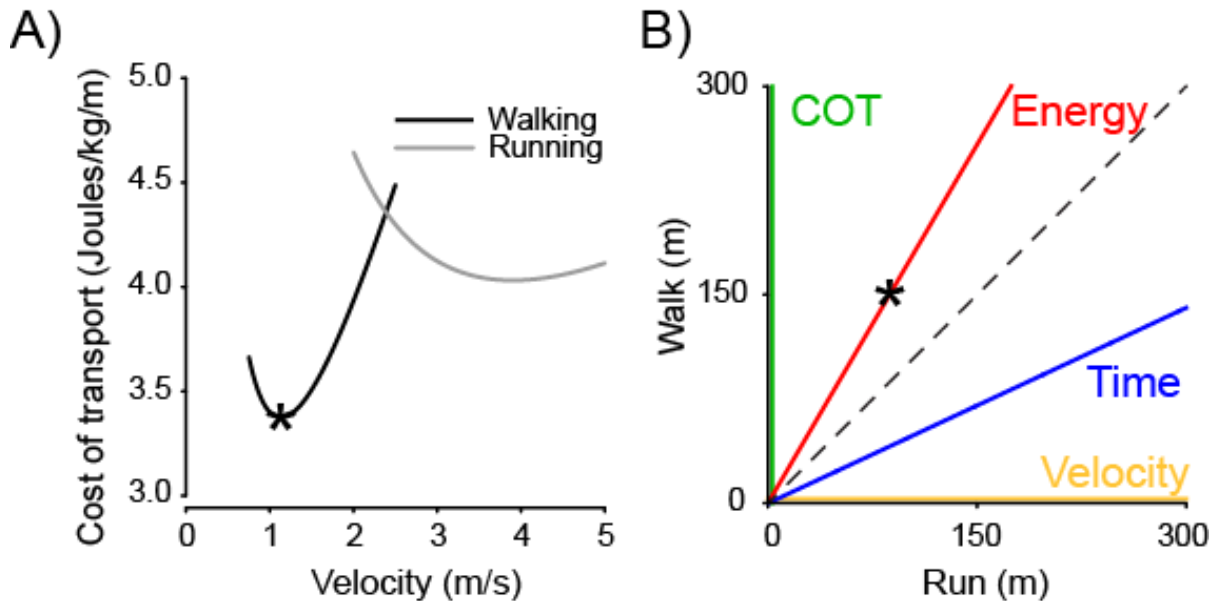 A)
Cost of transport (Joules/kg/m)
5.0
4.5
4.0
3.5
3.0
Walking
Running
0 1 2 3 4 5
Velocity (m/s)
B)
Walk (m)
300
150
0
COT
Energy
Time
Velocity
0 150 300
Run (m)